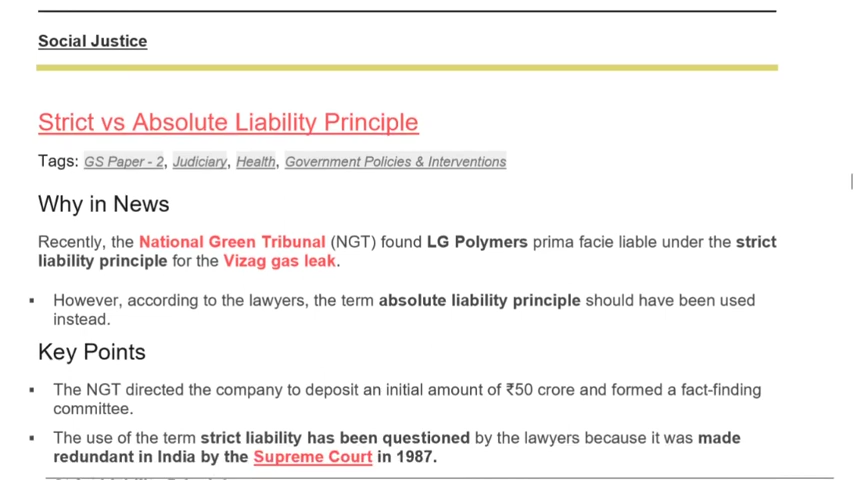 Social Justice
Strict vs Absolute Liability Principle
Tags: GS Paper - 2, Judiciary, Health, Government Policies & Interventions
Why in News
Recently, the National Green Tribunal (NGT) found LG Polymers prima facie liable under the strict
liability principle for the Vizag gas leak.
▪ However, according to the lawyers, the term absolute liability principle should have been used
instead.
Key Points
▪ The NGT directed the company to deposit an initial amount of ₹50 crore and formed a fact-finding
committee.
▪ The use of the term strict liability has been questioned by the lawyers because it was made
redundant in India by the Supreme Court in 1987.